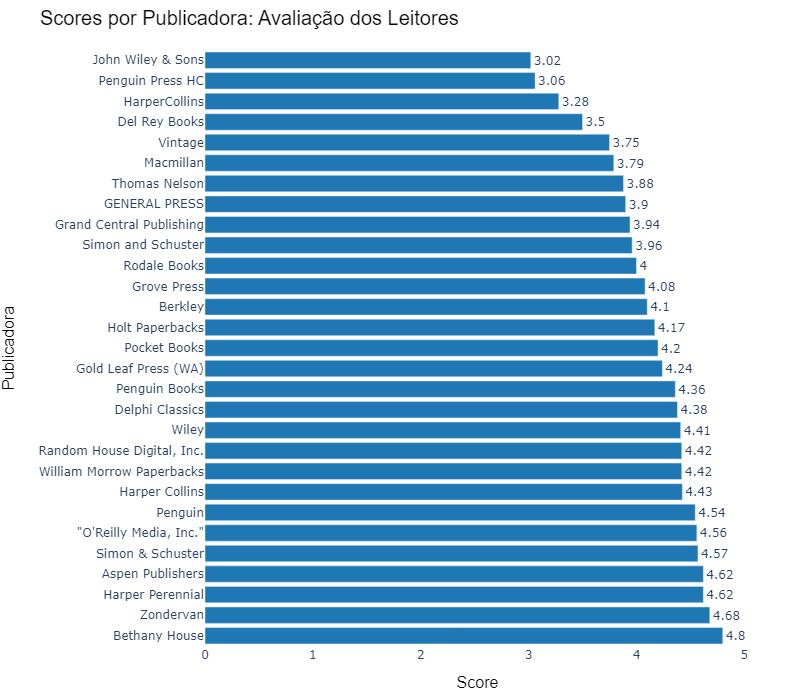 Scores por Publicadora: Avaliação dos Leitores
Publicadora
John Wiley & Sons 3.02
Penguin Press HC 3.06
HarperCollins 3.28
Del Rey Books 3.5
Vintage 3.75
Macmillan 3.79
Thomas Nelson 3.88
GENERAL PRESS 3.9
Grand Central Publishing 3.94
Simon and Schuster 3.96
Rodale Books 4
Grove Press 4.08
Berkley 4.1
Holt Paperbacks 4.17
Pocket Books 4.2
Gold Leaf Press (WA) 4.24
Penguin Books 4.36
Delphi Classics 4.38
Wiley 4.41
Random House Digital, Inc. 4.42
William Morrow Paperbacks 4.42
Harper Collins 4.43
Penguin 4.54
"O'Reilly Media, Inc." 4.56
Simon & Schuster 4.57
Aspen Publishers 4.62
Harper Perennial 4.62
Zondervan 4.68
Bethany House 4.8
0 1 2 3 4 5
Score